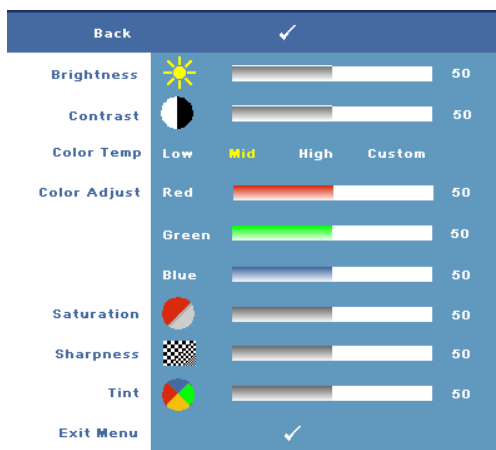 Back
Brightness 50
Contrast 50
Color Temp Low Mid High Custom
Color Adjust Red 50
Green 50
Blue 50
Saturation 50
Sharpness 50
Tint 50
Exit Menu